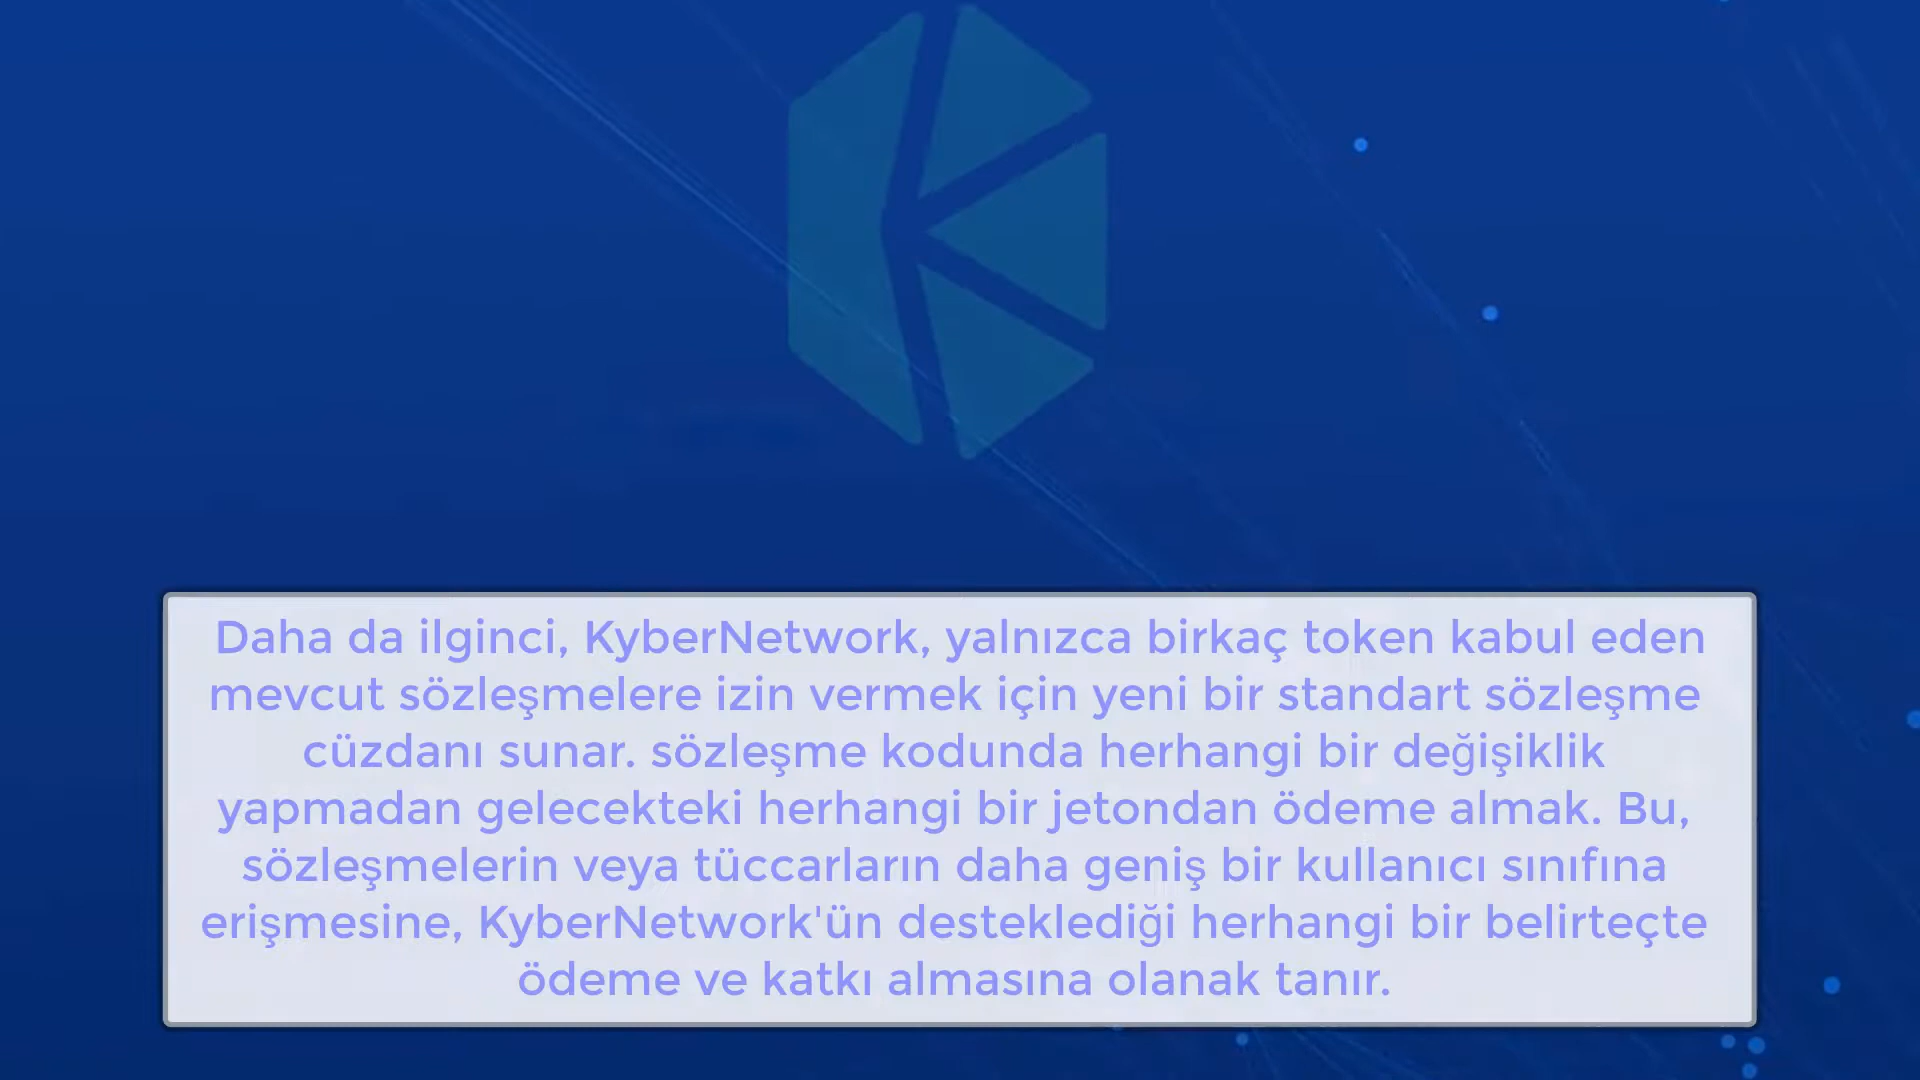 Daha da ilginci, KyberNetwork, yalnızca birkaç token kabul eden
mevcut sözleşmelere izin vermek için yeni bir standart sözleşme
cüzdanı sunar. sözleşme kodunda herhangi bir değişiklik
yapmadan gelecekteki herhangi bir jetondan ödeme almak. Bu,
sözleşmelerin veya tüccarların daha geniş bir kullanıcı sınıfına
erişmesine, KyberNetwork'ün desteklediği herhangi bir belirteçte
ödeme ve katkı almasına olanak tanır.